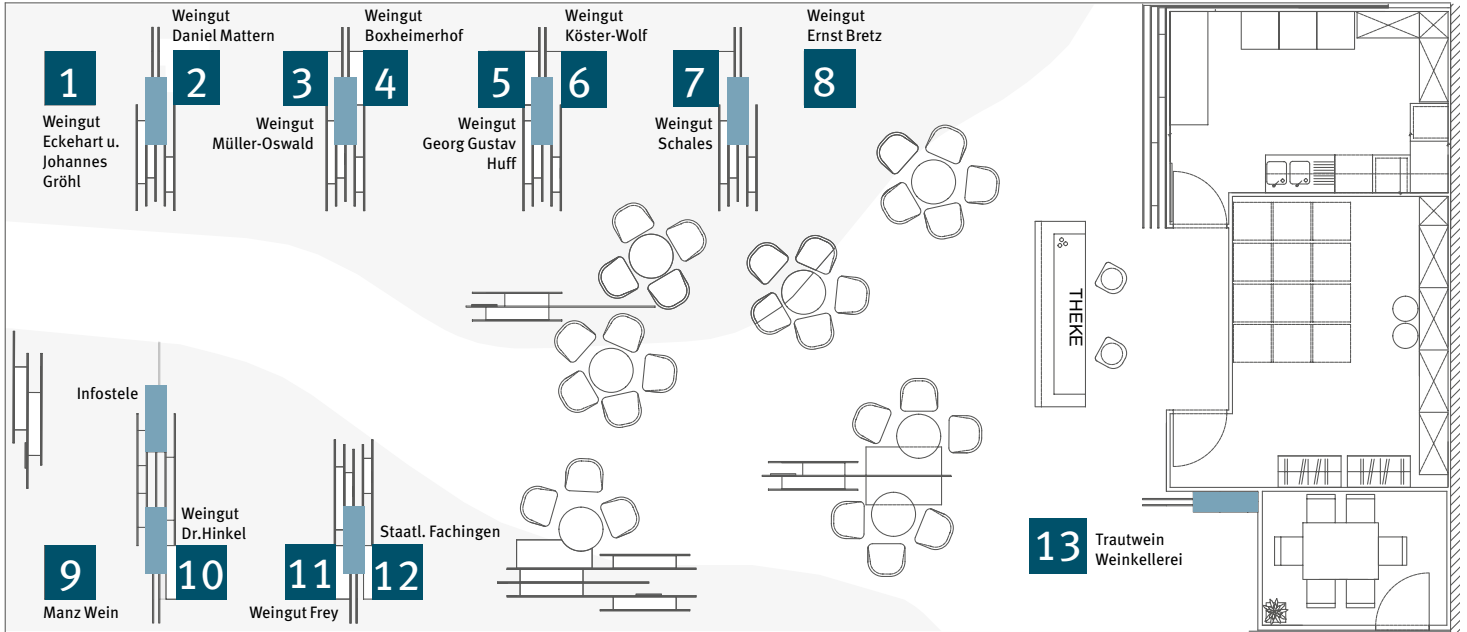 1
Weingut
Eckehart u.
Johannes
Gröhl
Weingut
Daniel Mattern
2
3
Weingut
Müller-Oswald
Weingut
Boxheimerhof
4
5
Weingut
Georg Gustav
Huff
Weingut
Köster-Wolf
6
7
Weingut
Schales
Weingut
Ernst Bretz
8
THEKE
Infostele
9
Manz Wein
Weingut
Dr.Hinkel
10
11
Weingut Frey
Staatl. Fachingen
12
13
Trautwein
Weinkellerei